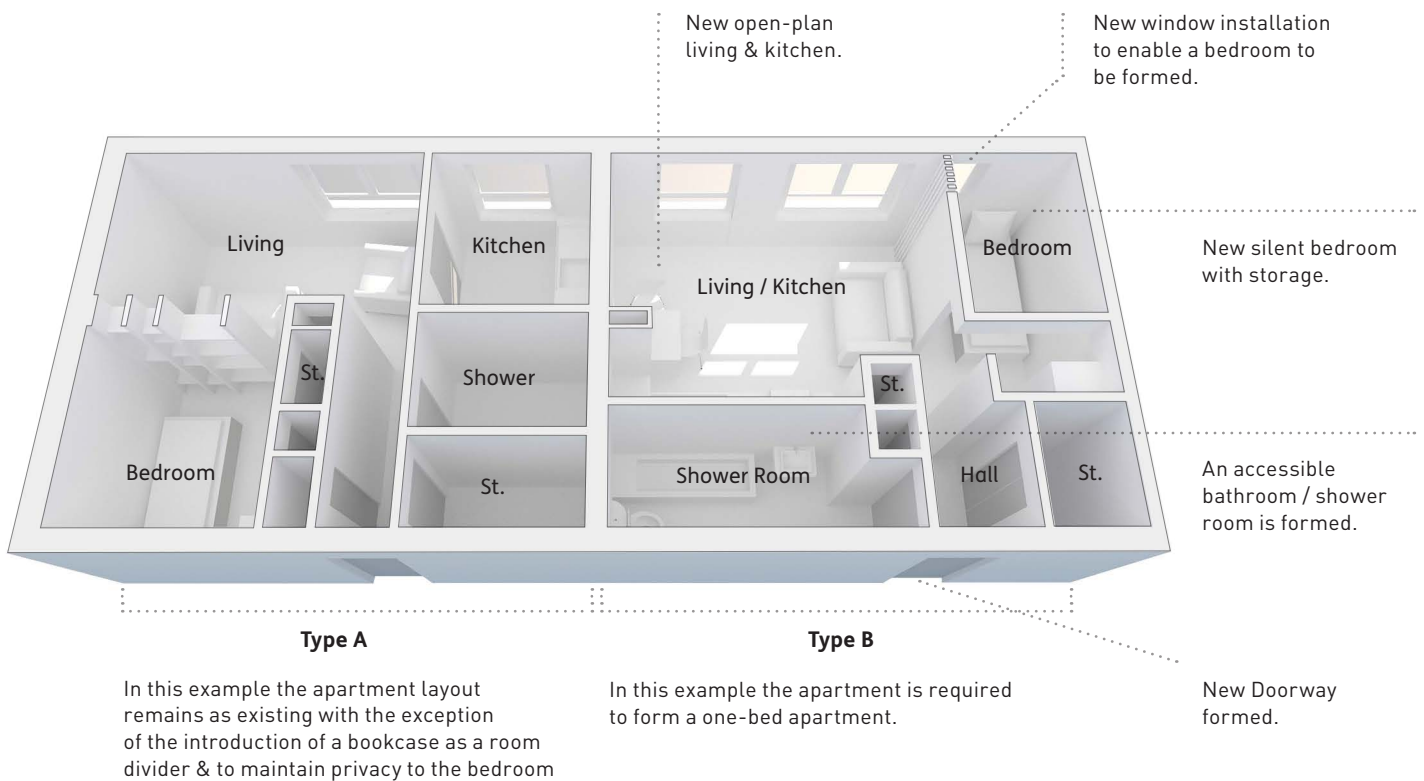 New open-plan
living & kitchen.
New window installation
to enable a bedroom to
be formed.
Living
Kitchen
Living / Kitchen
Bedroom
New silent bedroom
with storage.
St.
Shower
St.
Bedroom
St.
Shower Room
Hall
St.
An accessible
bathroom / shower
room is formed.
Type A
In this example the apartment layout
remains as existing with the exception
of the introduction of a bookcase as a room
divider & to maintain privacy to the bedroom
Type B
In this example the apartment is required
to form a one-bed apartment.
New Doorway
formed.